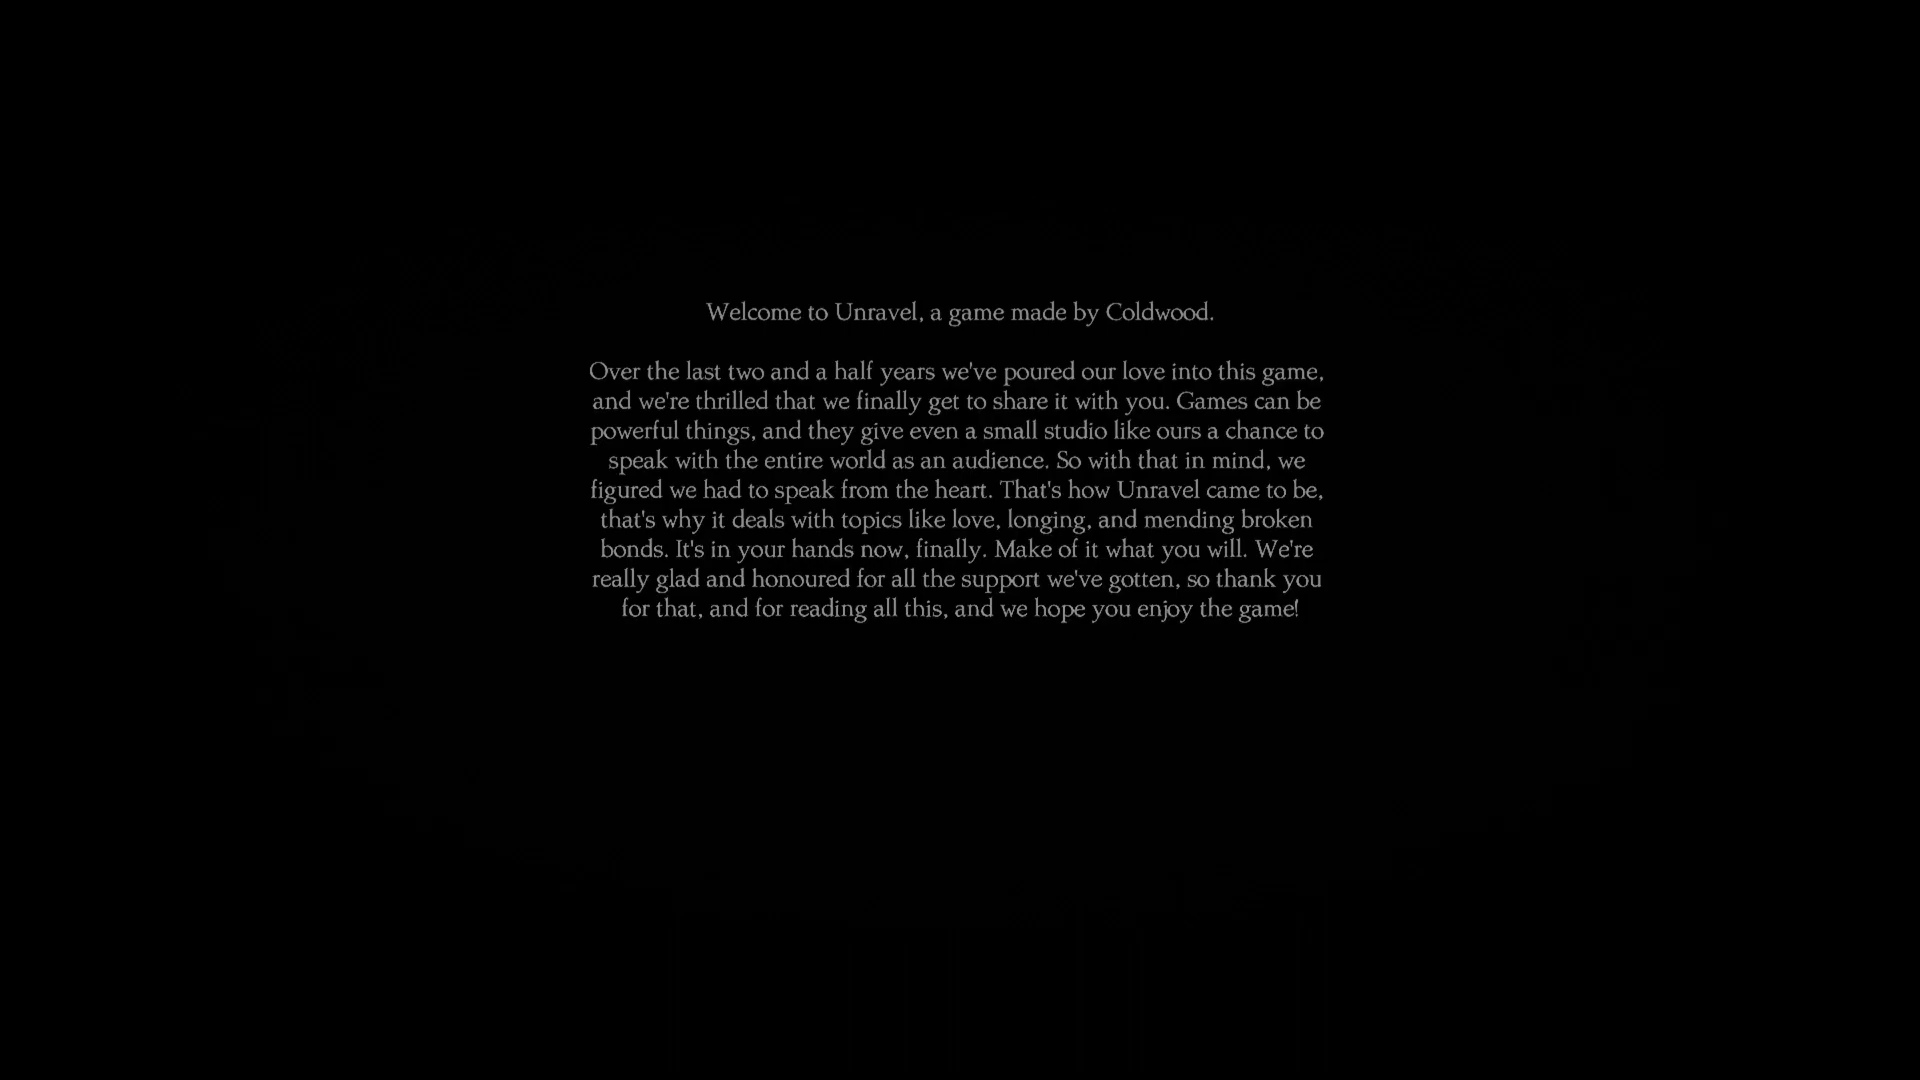 Welcome to Unravel, a game made by Coldwood.
Over the last two and a half years we've poured our love into this game,
and we're thrilled that we finally get to share it with you. Games can be
powerful things, and they give even a small studio like ours a chance to
speak with the entire world as an audience. So with that in mind, we
figured we had to speak from the heart. That's how Unravel came to be,
that's why it deals with topics like love, longing, and mending broken
bonds. It's in your hands now, finally. Make of it what you will. We're
really glad and honoured for all the support we've gotten, so thank you
for that, and for reading all this, and we hope you enjoy the game!